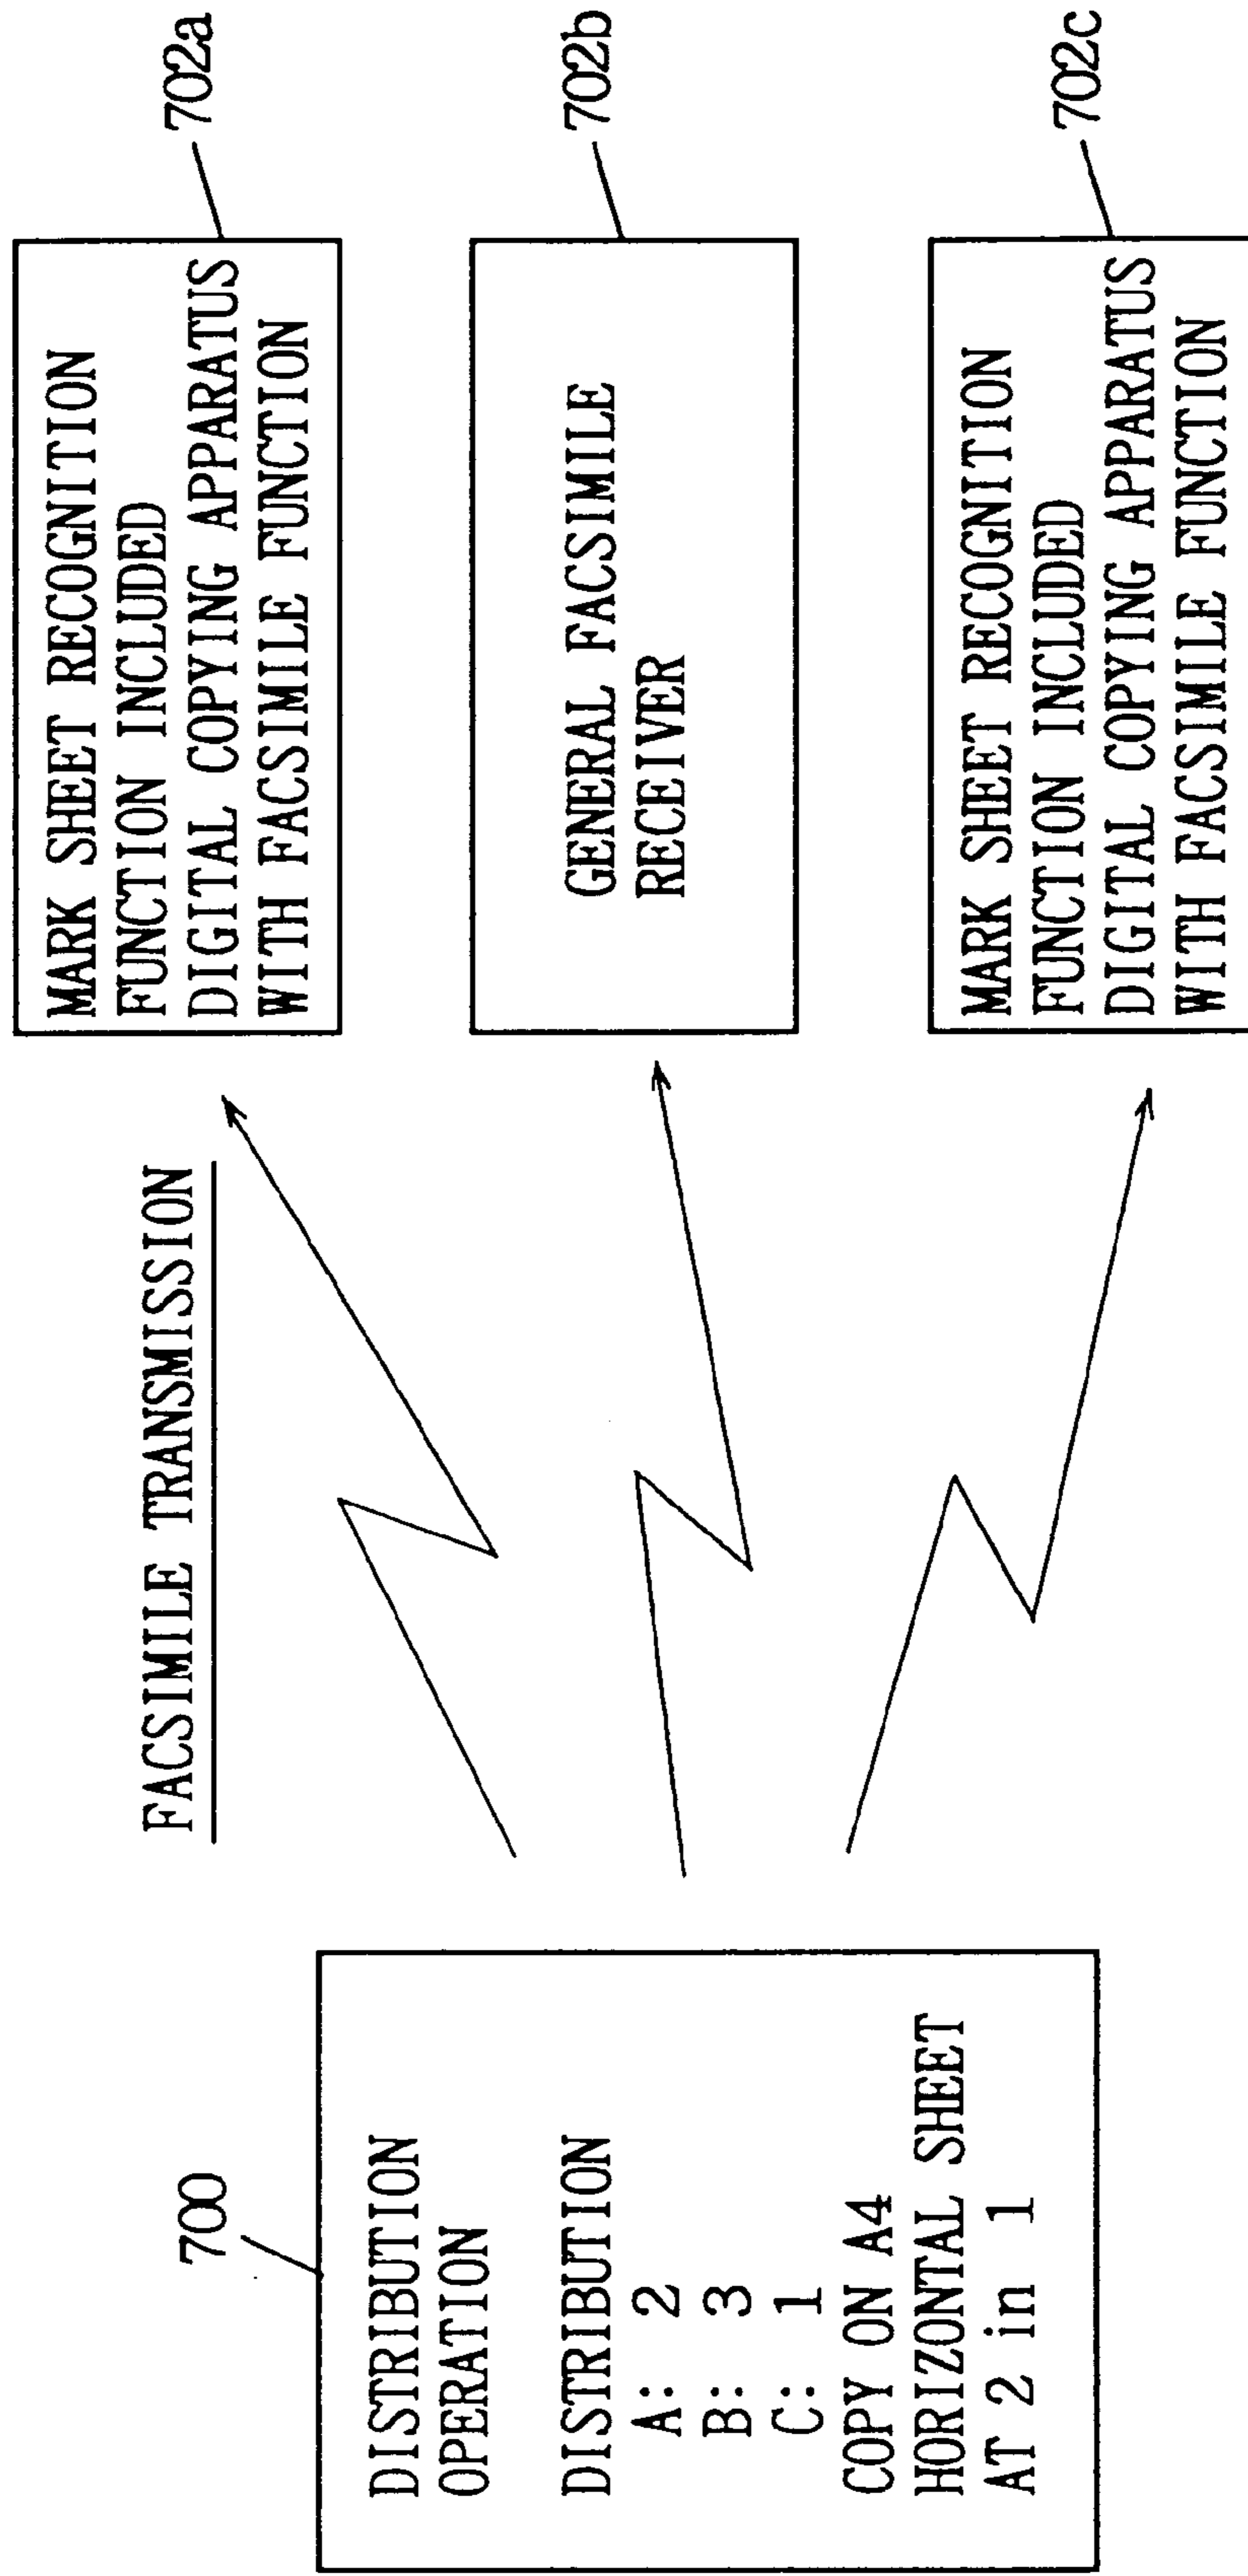 FACSIMILE TRANSMISSION
700
DISTRIBUTION
OPERATION
DISTRIBUTION
A: 2
B: 3
C: 1
COPY ON A4
HORIZONTAL SHEET
AT 2 in 1
MARK SHEET RECOGNITION
FUNCTION INCLUDED
DIGITAL COPYING APPARATUS
WITH FACSIMILE FUNCTION
702a
GENERAL FACSIMILE
RECEIVER
702b
MARK SHEET RECOGNITION
FUNCTION INCLUDED
DIGITAL COPYING APPARATUS
WITH FACSIMILE FUNCTION
702c